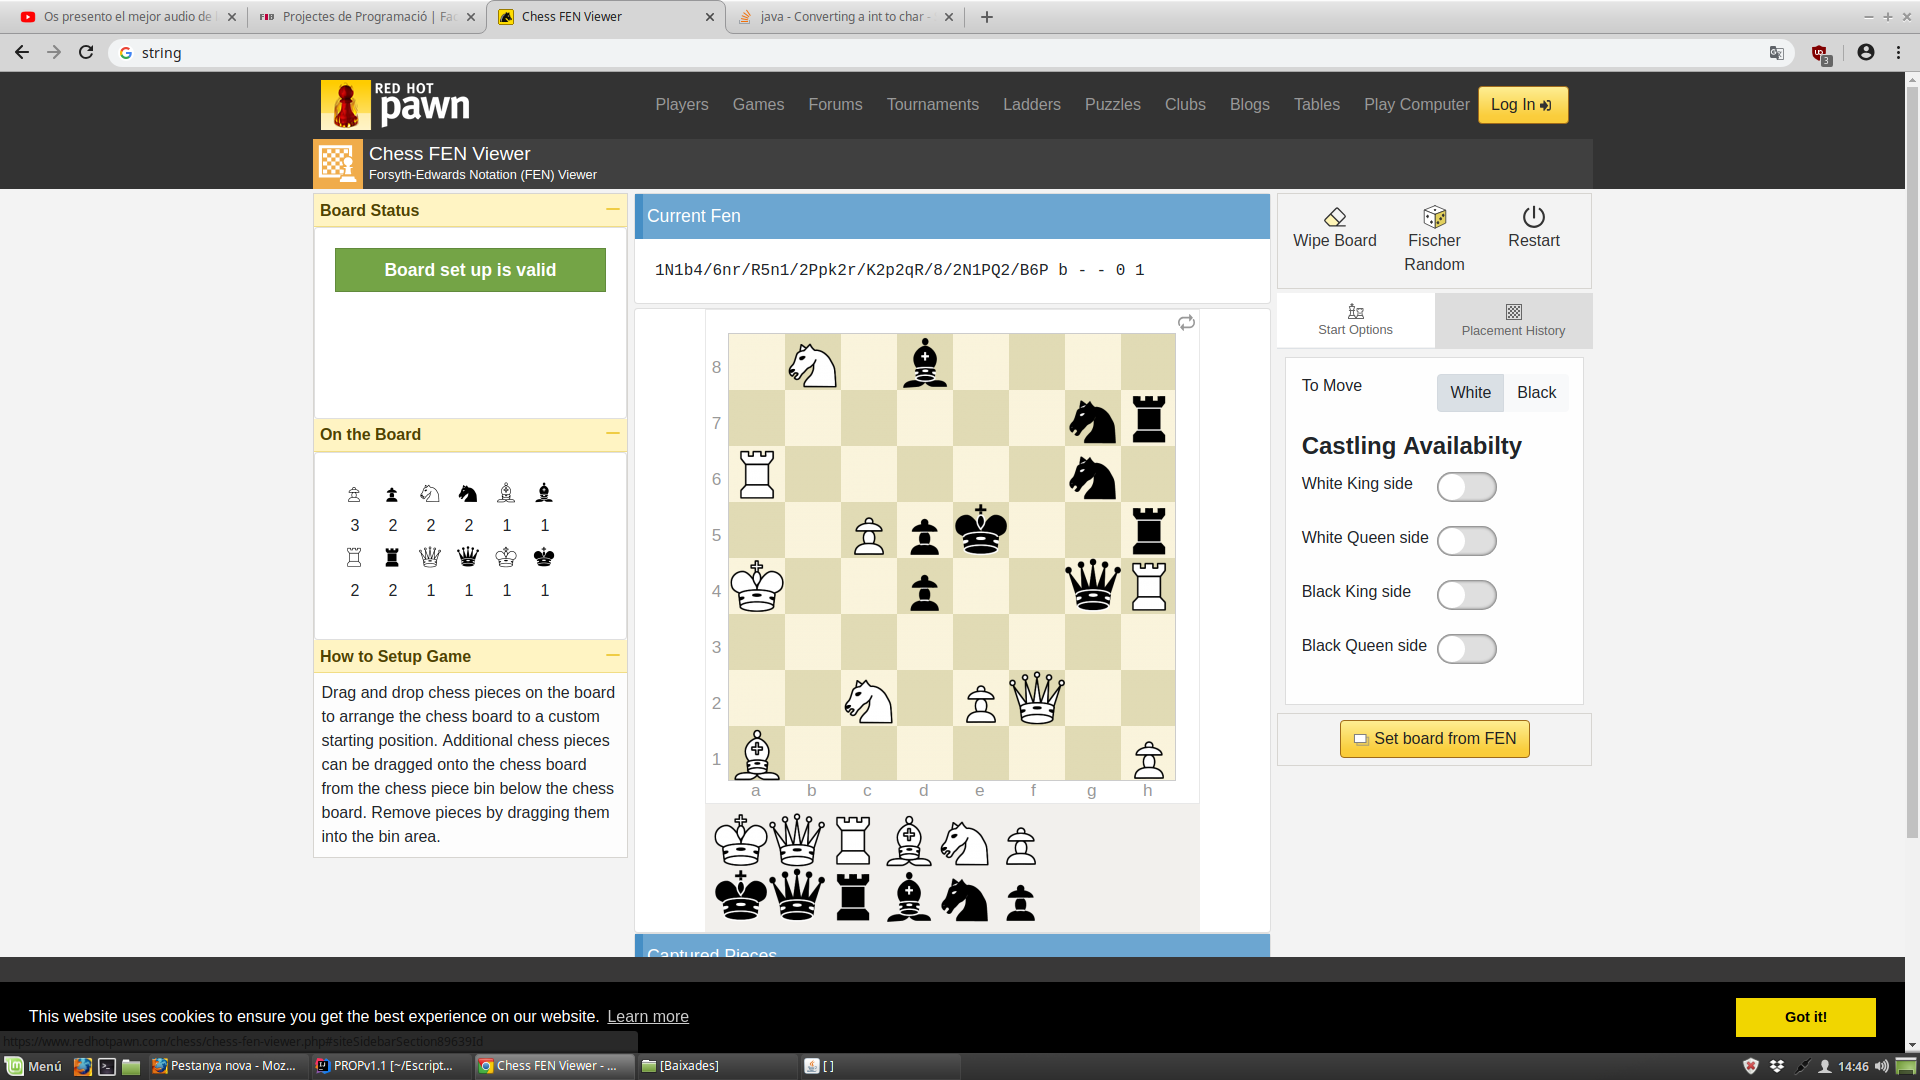 Os presento el mejor audio de
Projectes de Programació | Fac
Chess FEN Viewer
java - Converting a int to char -
string
3
RED HOT
pawn
Players
Games
Forums
Tournaments
Ladders
Puzzles
Clubs
Blogs
Tables
Play Computer
Log In
Chess FEN Viewer
Forsyth-Edwards Notation (FEN) Viewer
Board Status
Board set up is valid
On the Board
3 2 2 2 1 1
2 2 1 1 1 1
How to Setup Game
Drag and drop chess pieces on the board
to arrange the chess board to a custom
starting position. Additional chess pieces
can be dragged onto the chess board
from the chess piece bin below the chess
board. Remove pieces by dragging them
into the bin area.
Current Fen
1N1b4/6nr/R5n1/2Ppk2r/K2p2qR/8/2N1PQ2/B6P b - - 0 1
8
7
6
5
4
3
2
1
a b c d e f g h
Captured Pieces
Wipe Board
Fischer
Random
Restart
Start Options
Placement History
To Move
White
Black
Castling Availabilty
White King side
White Queen side
Black King side
Black Queen side
Set board from FEN
This website uses cookies to ensure you get the best experience on our website. Learn more
Got it!
https://www.redhotpawn.com/chess/chess-fen-viewer.php#siteSidebarSection89639Id
Menú
Pestanya nova - Moz...
PROPv1.1 [~/Escript...
Chess FEN Viewer - ...
[Baixades]
[ ]
14:46